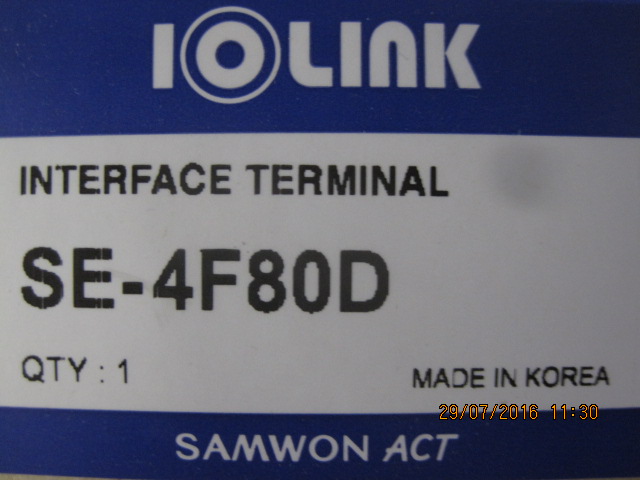 IOLINK
INTERFACE TERMINAL
SE-4F80D
QTY : 1
MADE IN KOREA
29/07/2016 11:30
SAMWON ACT